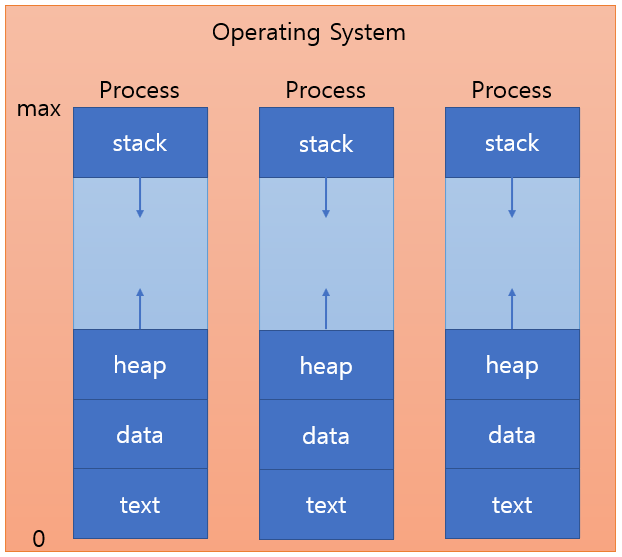 Operating System
Process Process Process
max
stack stack stack
heap heap heap
data data data
text text text
0